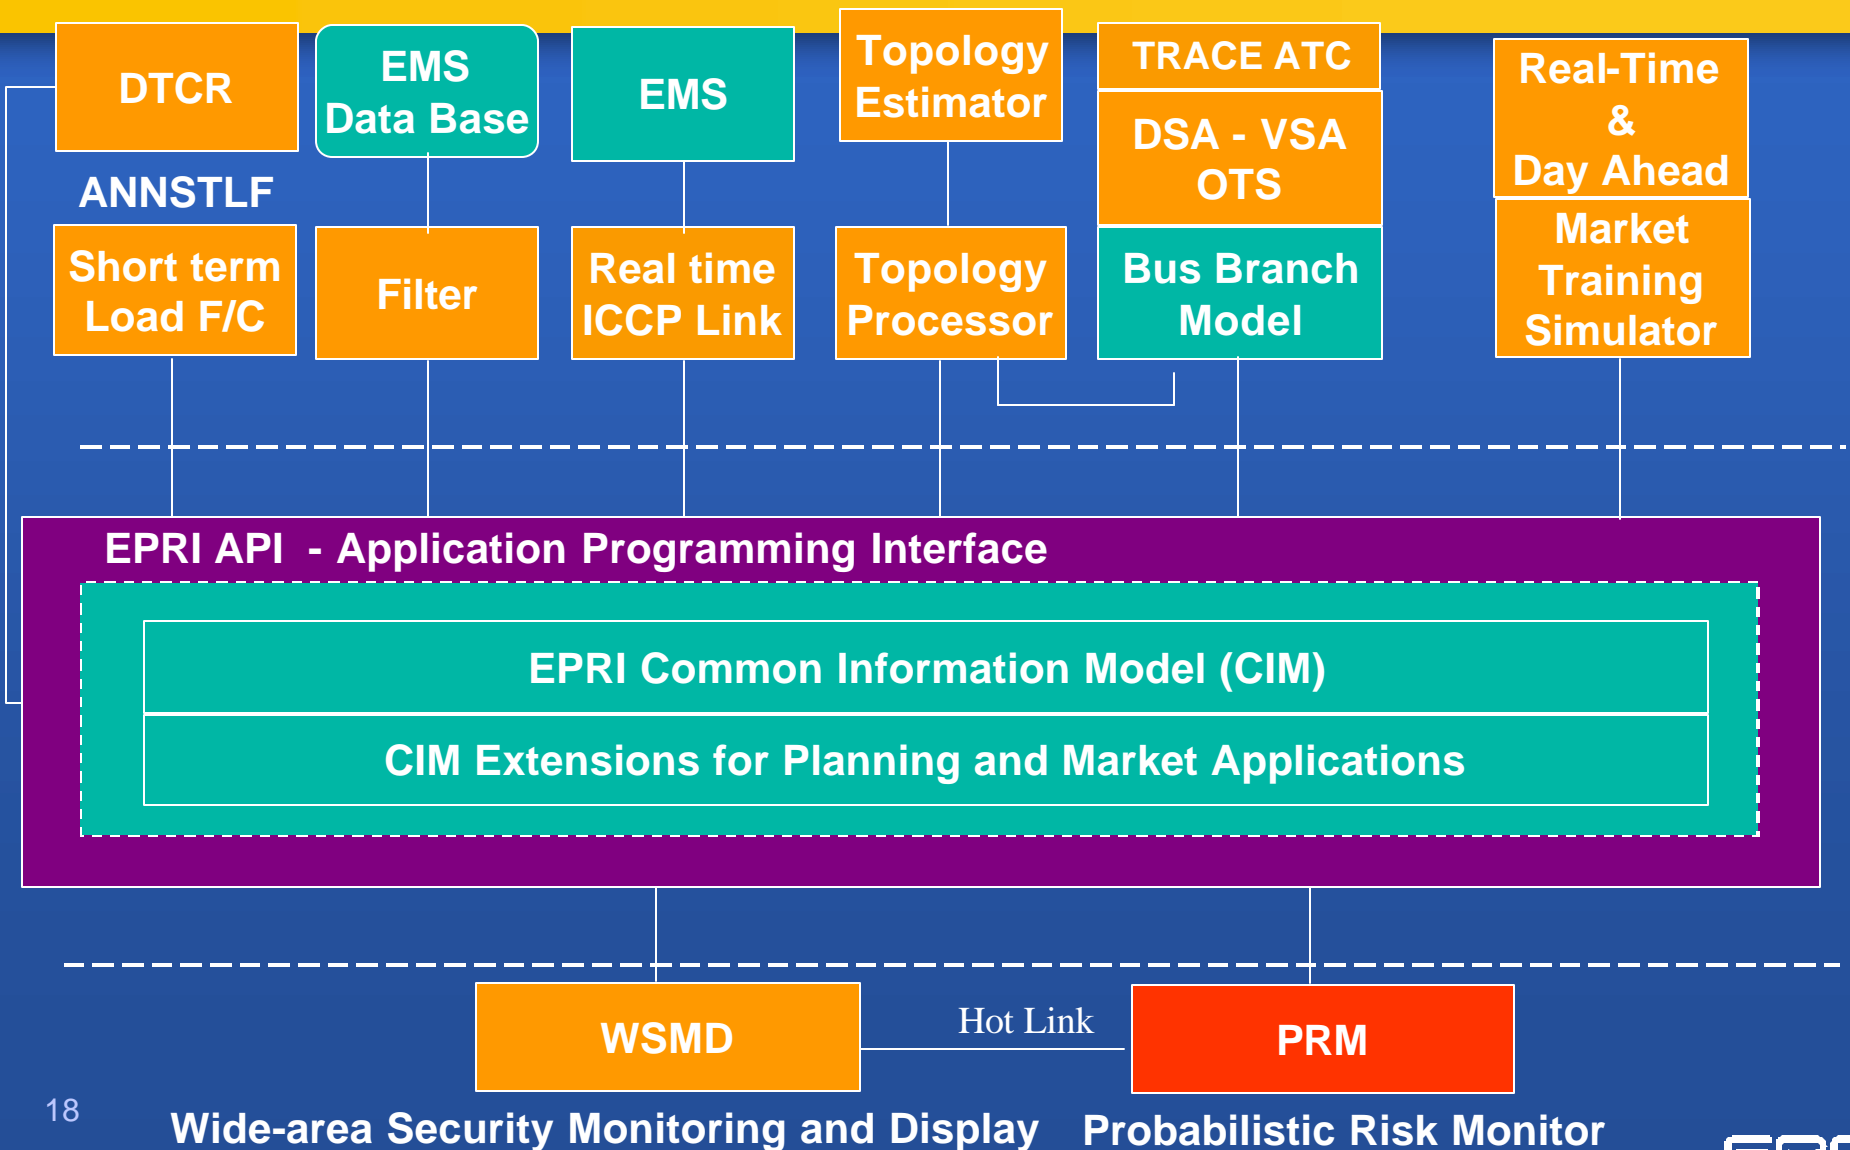 DTCR
EMS
Data Base
EMS
Topology
Estimator
TRACE ATC
DSA - VSA
OTS
Real-Time
&
Day Ahead
ANNSTLF
Short term
Load F/C
Filter
Real time
ICCP Link
Topology
Processor
Bus Branch
Model
Market
Training
Simulator
EPRI API - Application Programming Interface
EPRI Common Information Model (CIM)
CIM Extensions for Planning and Market Applications
WSMD
Hot Link
PRM
18
Wide-area Security Monitoring and Display
Probabilistic Risk Monitor